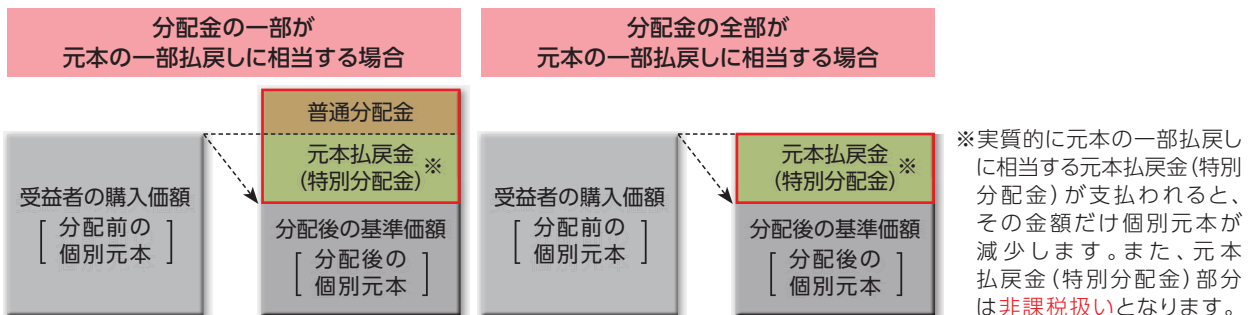 分配金の一部が
元本の一部払戻しに相当する場合
普通分配金
元本払戻金
(特別分配金)
※
受益者の購入価額
[ 分配前の
個別元本 ]
分配後の基準価額
[ 分配後の
個別元本 ]
分配金の全部が
元本の一部払戻しに相当する場合
元本払戻金
(特別分配金)
※
受益者の購入価額
[ 分配前の
個別元本 ]
分配後の基準価額
[ 分配後の
個別元本 ]
※実質的に元本の一部払戻し
に相当する元本払戻金(特別
分配金)が支払われると、
その金額だけ個別元本が
減少します。また、元本
払戻金(特別分配金)部分
は非課税扱いとなります。